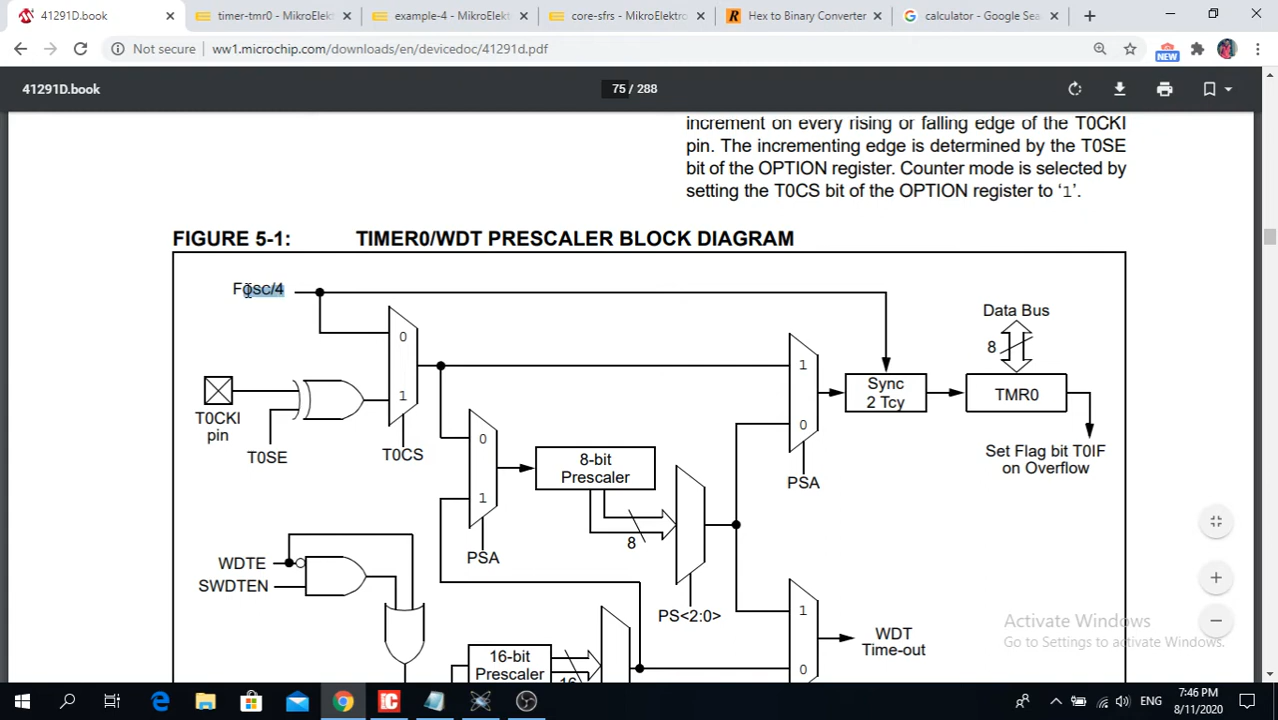 41291D.book
timer-tmr0 - MikroElekt
example-4 - MikroElekt
core-sfrs - MikroElektro
Hex to Binary Converter
calculator - Google Sea
Not secure
ww1.microchip.com/downloads/en/devicedoc/41291d.pdf
NEW
41291D.book
75 / 288
increment on every rising or falling edge of the T0CKI
pin. The incrementing edge is determined by the T0SE
bit of the OPTION register. Counter mode is selected by
setting the T0CS bit of the OPTION register to ‘1’.
FIGURE 5-1: TIMER0/WDT PRESCALER BLOCK DIAGRAM
Fosc/4
Data Bus
8
0
1
T0CKI
pin
T0SE
T0CS
1
0
PSA
Sync
2 Tcy
TMR0
Set Flag bit T0IF
on Overflow
0
1
PSA
8-bit
Prescaler
8
PS<2:0>
WDTE
SWDTEN
1
0
WDT
Time-out
16-bit
Prescaler
16
Activate Windows
Go to Settings to activate Windows.
ENG
7:46 PM
8/11/2020